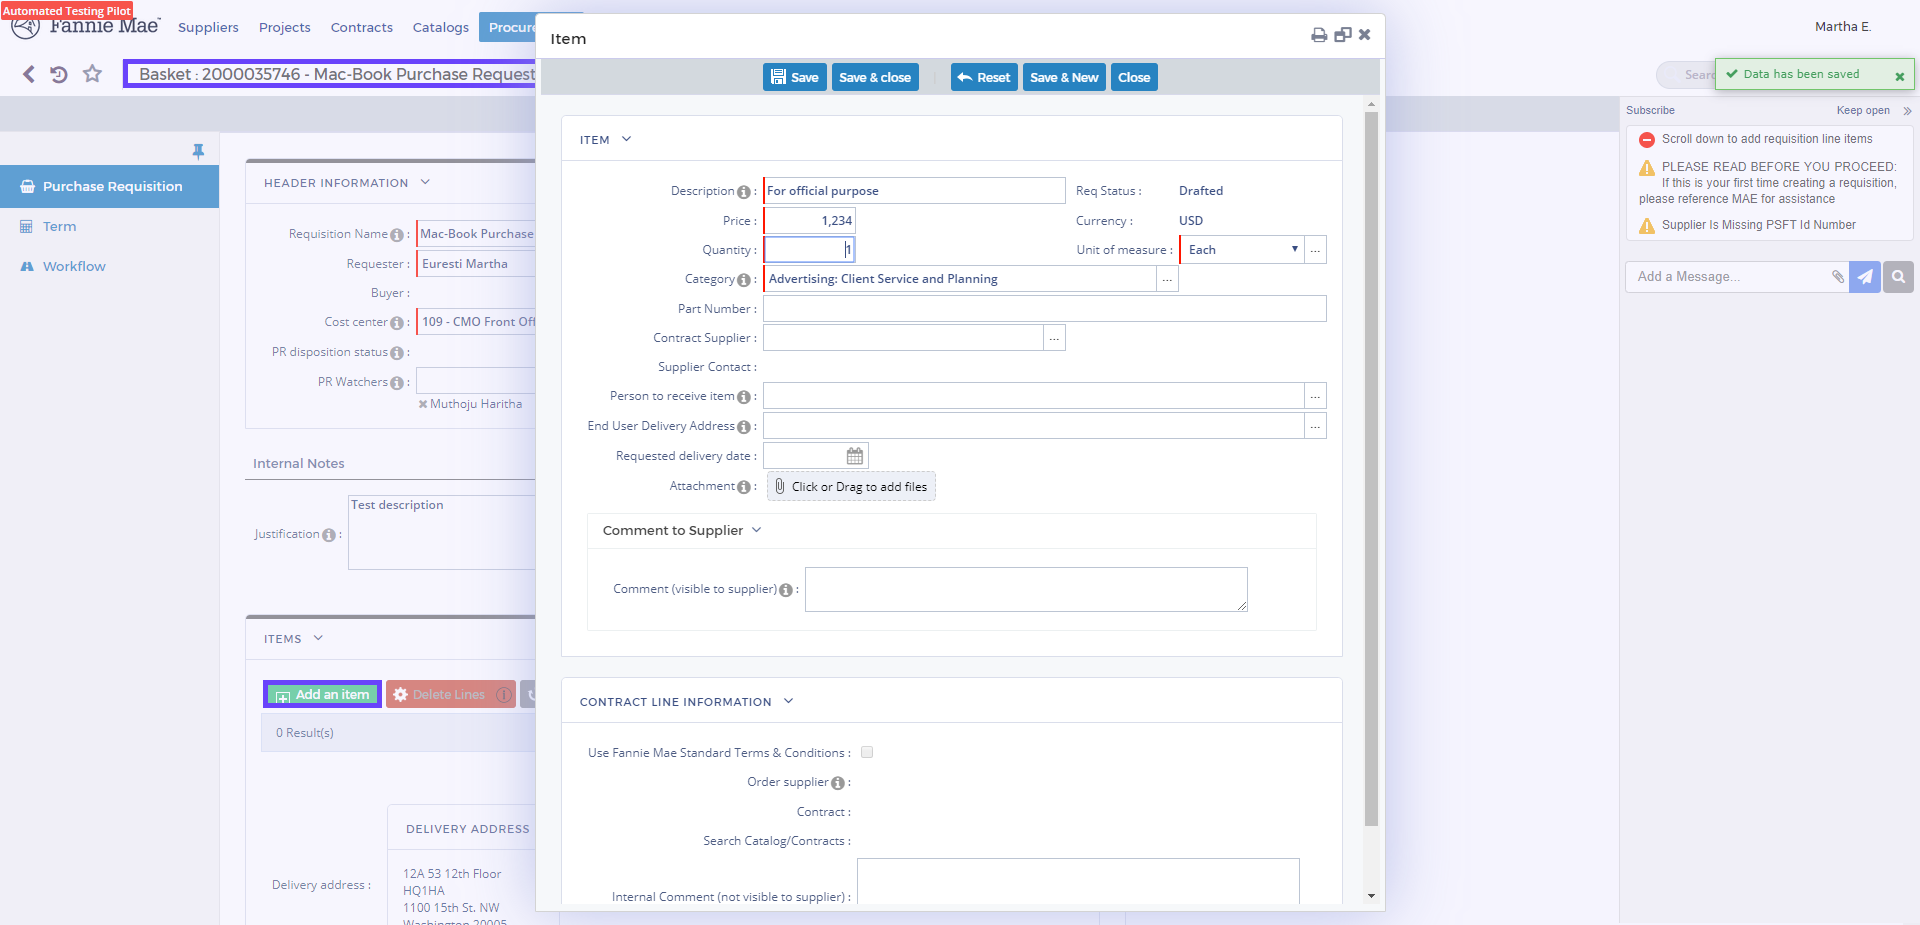 Automated Testing Pilot
Fannie Mae
Suppliers
Projects
Contracts
Catalogs
Martha E.
Basket : 2000035746 - Mac-Book Purchase Request
Data has been saved
Subscribe
Keep open
Scroll down to add requisition line items
PLEASE READ BEFORE YOU PROCEED:
If this is your first time creating a requisition,
please reference MAE for assistance
Supplier Is Missing PSFT Id Number
Add a Message...
Purchase Requisition
Term
Workflow
HEADER INFORMATION
Requisition Name :
Mac-Book Purchase
Requester :
Euresti Martha
Buyer :
Cost center :
109 - CMO Front Off
PR disposition status :
PR Watchers :
Muthoju Haritha
Internal Notes
Justification :
Test description
ITEMS
Add an item
Delete Lines
0 Result(s)
DELIVERY ADDRESS
Delivery address :
12A 53 12th Floor
HQ1HA
1100 15th St. NW
Washington 20005
Item
Save
Save & close
Reset
Save & New
Close
ITEM
Description :
For official purpose
Req Status :
Drafted
Price :
1,234
Currency :
USD
Quantity :
1
Unit of measure :
Each
...
Category :
Advertising: Client Service and Planning
...
Part Number :
Contract Supplier :
...
Supplier Contact :
Person to receive item :
...
End User Delivery Address :
...
Requested delivery date :
Attachment :
Click or Drag to add files
Comment to Supplier
Comment (visible to supplier) :
CONTRACT LINE INFORMATION
Use Fannie Mae Standard Terms & Conditions :
Order supplier :
Contract :
Search Catalog/Contracts :
Internal Comment (not visible to supplier) :